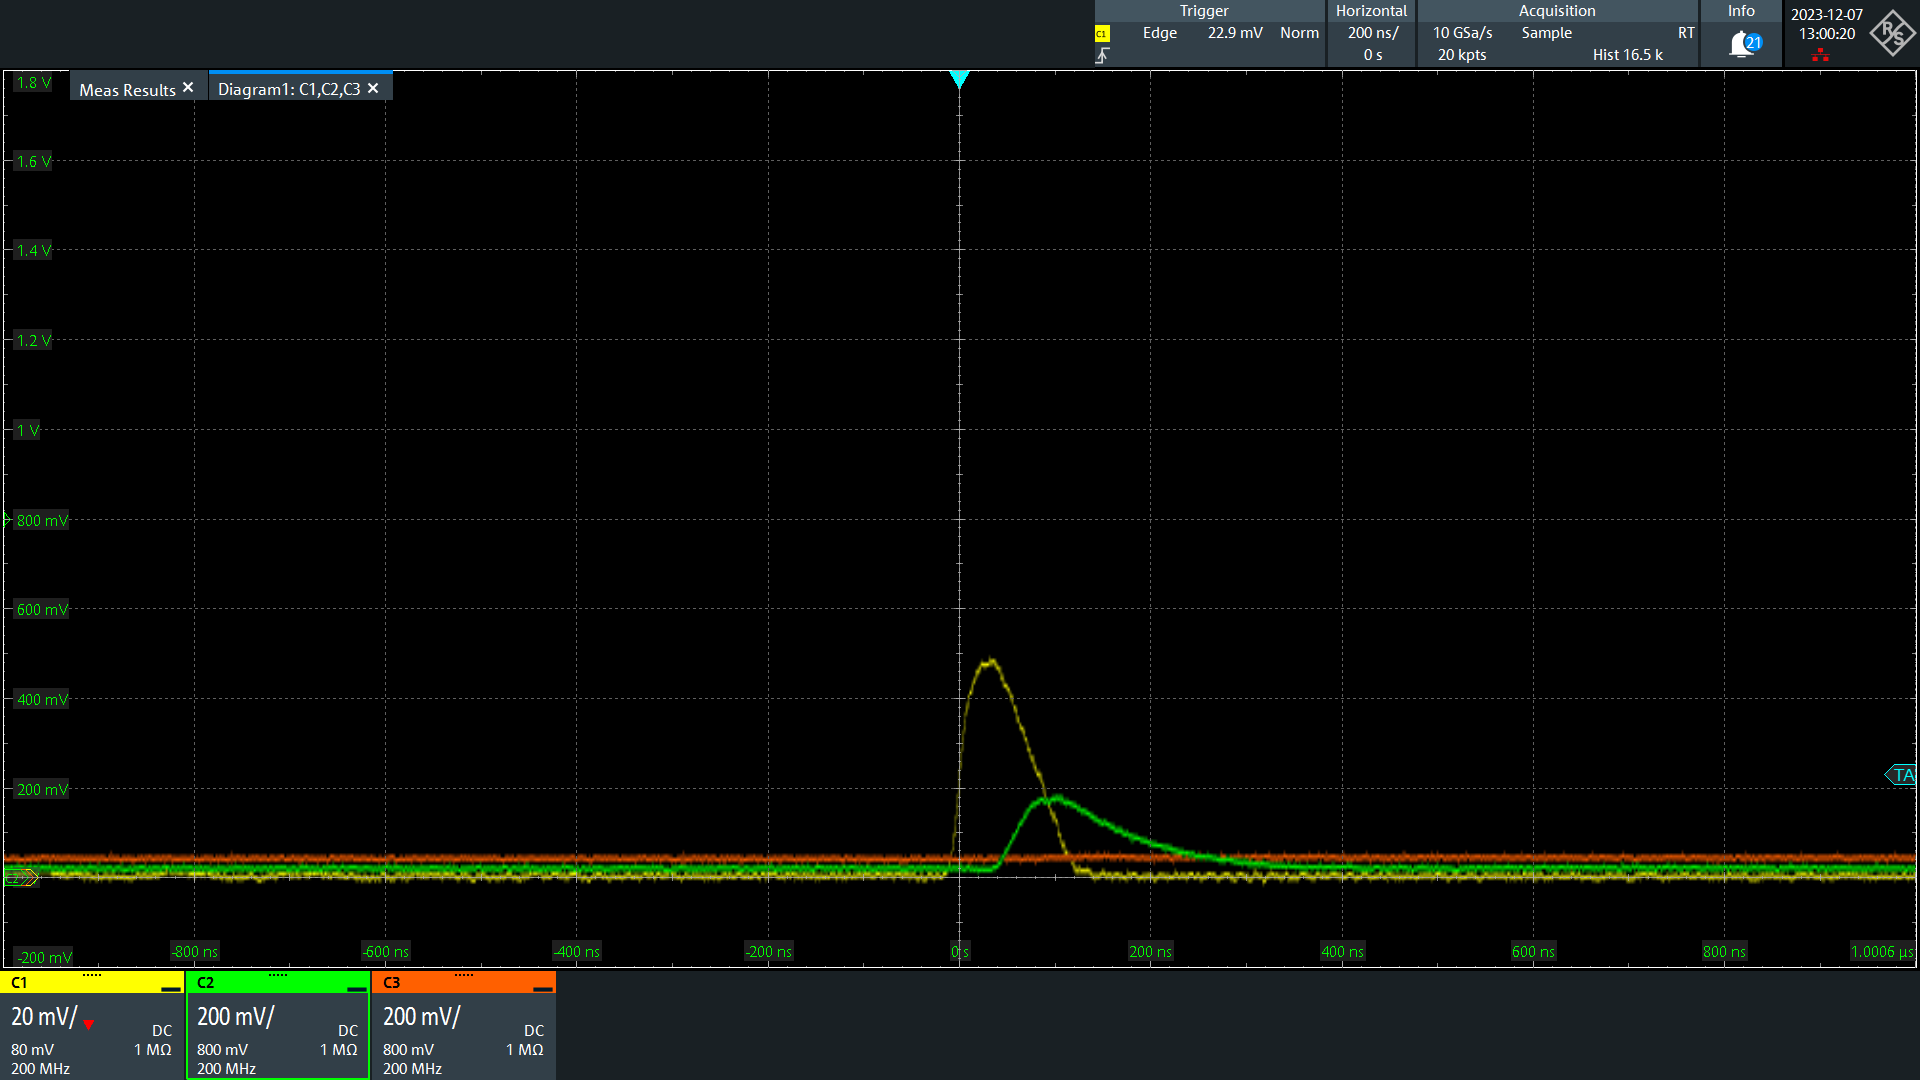 Trigger
C1 Edge 22.9 mV Norm
Horizontal
200 ns/
0 s
Acquisition
10 GSa/s Sample RT
20 kpts Hist 16.5 k
Info
21
2023-12-07
13:00:20
R S
Meas Results ✕ Diagram1: C1,C2,C3 ✕
1.8 V
1.6 V
1.4 V
1.2 V
1 V
800 mV
600 mV
400 mV
200 mV
TA
C2
-200 mV
-800 ns -600 ns -400 ns -200 ns 0 s 200 ns 400 ns 600 ns 800 ns 1.0006 µs
C1
20 mV/
DC
80 mV 1 MΩ
200 MHz
C2
200 mV/
DC
800 mV 1 MΩ
200 MHz
C3
200 mV/
DC
800 mV 1 MΩ
200 MHz